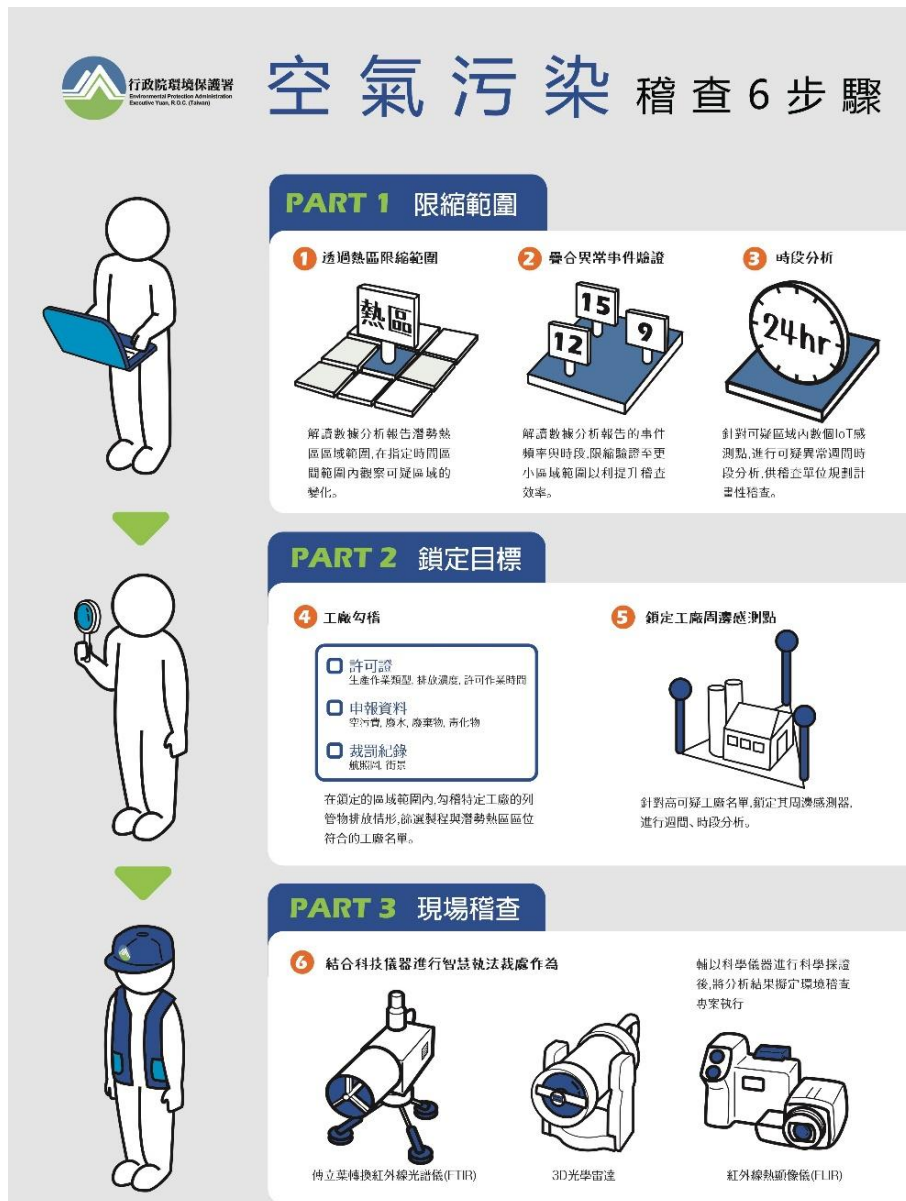 行政院環境保護署
Environmental Protection Administration
Executive Yuan, R.O.C. (Taiwan)
空氣污染稽查6步驟
PART 1 限縮範圍
1 透過熱區限縮範圍
熱區
解讀數據分析報告潛勢熱
區區域範圍,在指定時間區
間範圍內觀察可疑區域的
變化。
2 疊合異常事件驗證
15
12
9
解讀數據分析報告的事件
頻率與時段,限縮驗證至更
小區域範圍以利提升稽查
效率。
3 時段分析
24hr
針對可疑區域內數個IoT感
測點,進行可疑異常週間時
段分析,供稽查單位規劃計
畫性稽查。
PART 2 鎖定目標
4 工廠勾稽
許可證
生產作業類型, 排放濃度, 許可作業時間
申報資料
空污費, 廢水, 廢棄物, 毒化物
裁罰紀錄
航照圖, 街景
在鎖定的區域範圍內,勾稽特定工廠的列
管物排放情形,篩選製程與潛勢熱區區位
符合的工廠名單。
5 鎖定工廠周邊感測點
針對高可疑工廠名單,鎖定其周邊感測器,
進行週間、時段分析。
PART 3 現場稽查
6 結合科技儀器進行智慧執法裁處作為
輔以科學儀器進行科學採證
後,將分析結果擬定環境稽查
專案執行
傅立葉轉換紅外線光譜儀(FTIR)
3D光學雷達
紅外線熱顯像儀(FLIR)